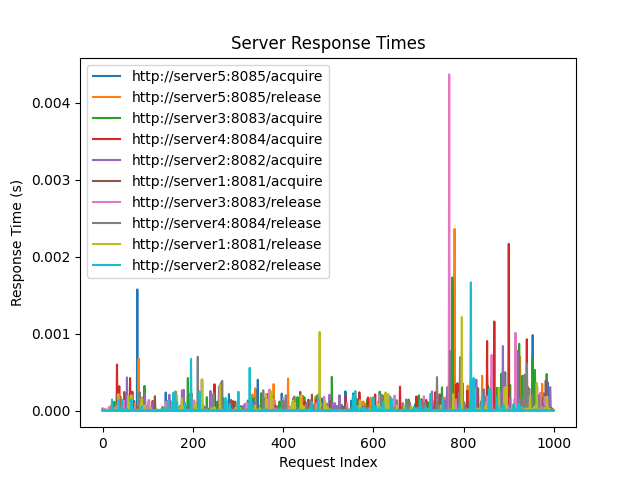 Server Response Times
http://server5:8085/acquire
http://server5:8085/release
http://server3:8083/acquire
http://server4:8084/acquire
http://server2:8082/acquire
http://server1:8081/acquire
http://server3:8083/release
http://server4:8084/release
http://server1:8081/release
http://server2:8082/release
Response Time (s)
0.004
0.003
0.002
0.001
0.000
0 200 400 600 800 1000
Request Index